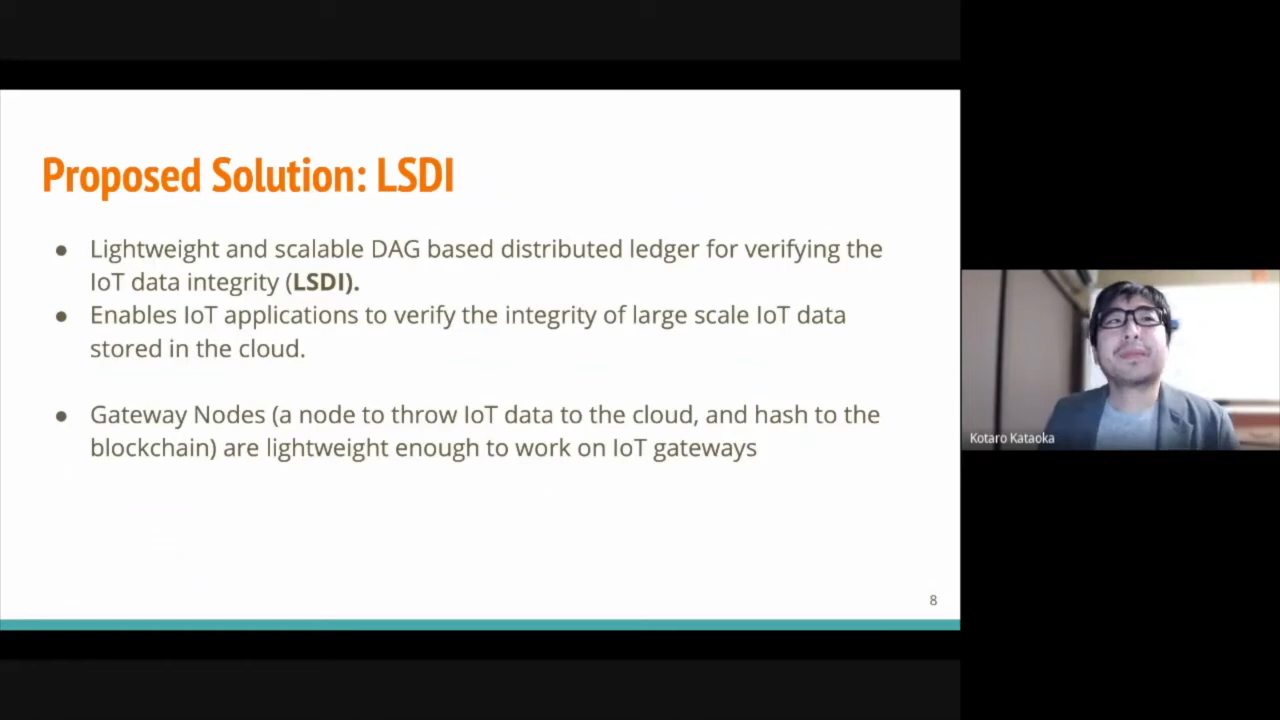 Proposed Solution: LSDI
● Lightweight and scalable DAG based distributed ledger for verifying the
IoT data integrity (LSDI).
● Enables IoT applications to verify the integrity of large scale IoT data
stored in the cloud.
● Gateway Nodes (a node to throw IoT data to the cloud, and hash to the
blockchain) are lightweight enough to work on IoT gateways
8
Kotaro Kataoka